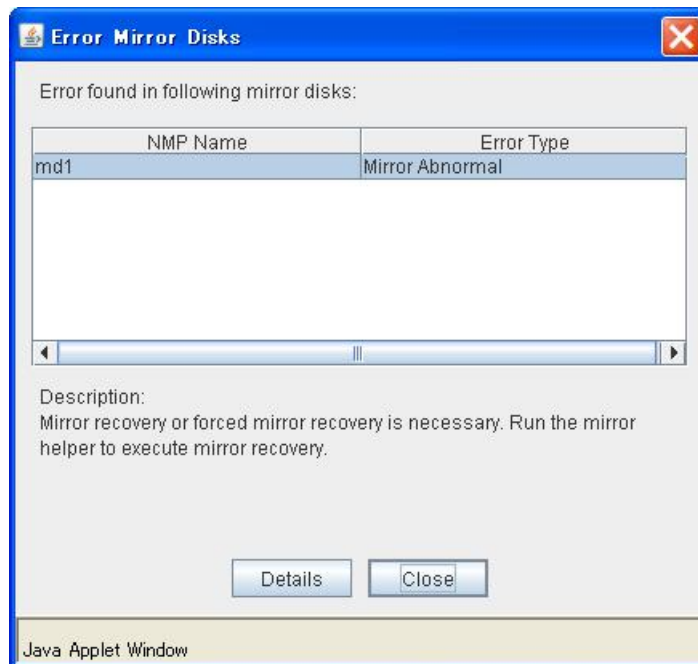 Error Mirror Disks
Error found in following mirror disks:
NMP Name Error Type
md1 Mirror Abnormal
Description:
Mirror recovery or forced mirror recovery is necessary. Run the mirror
helper to execute mirror recovery.
Details Close
Java Applet Window